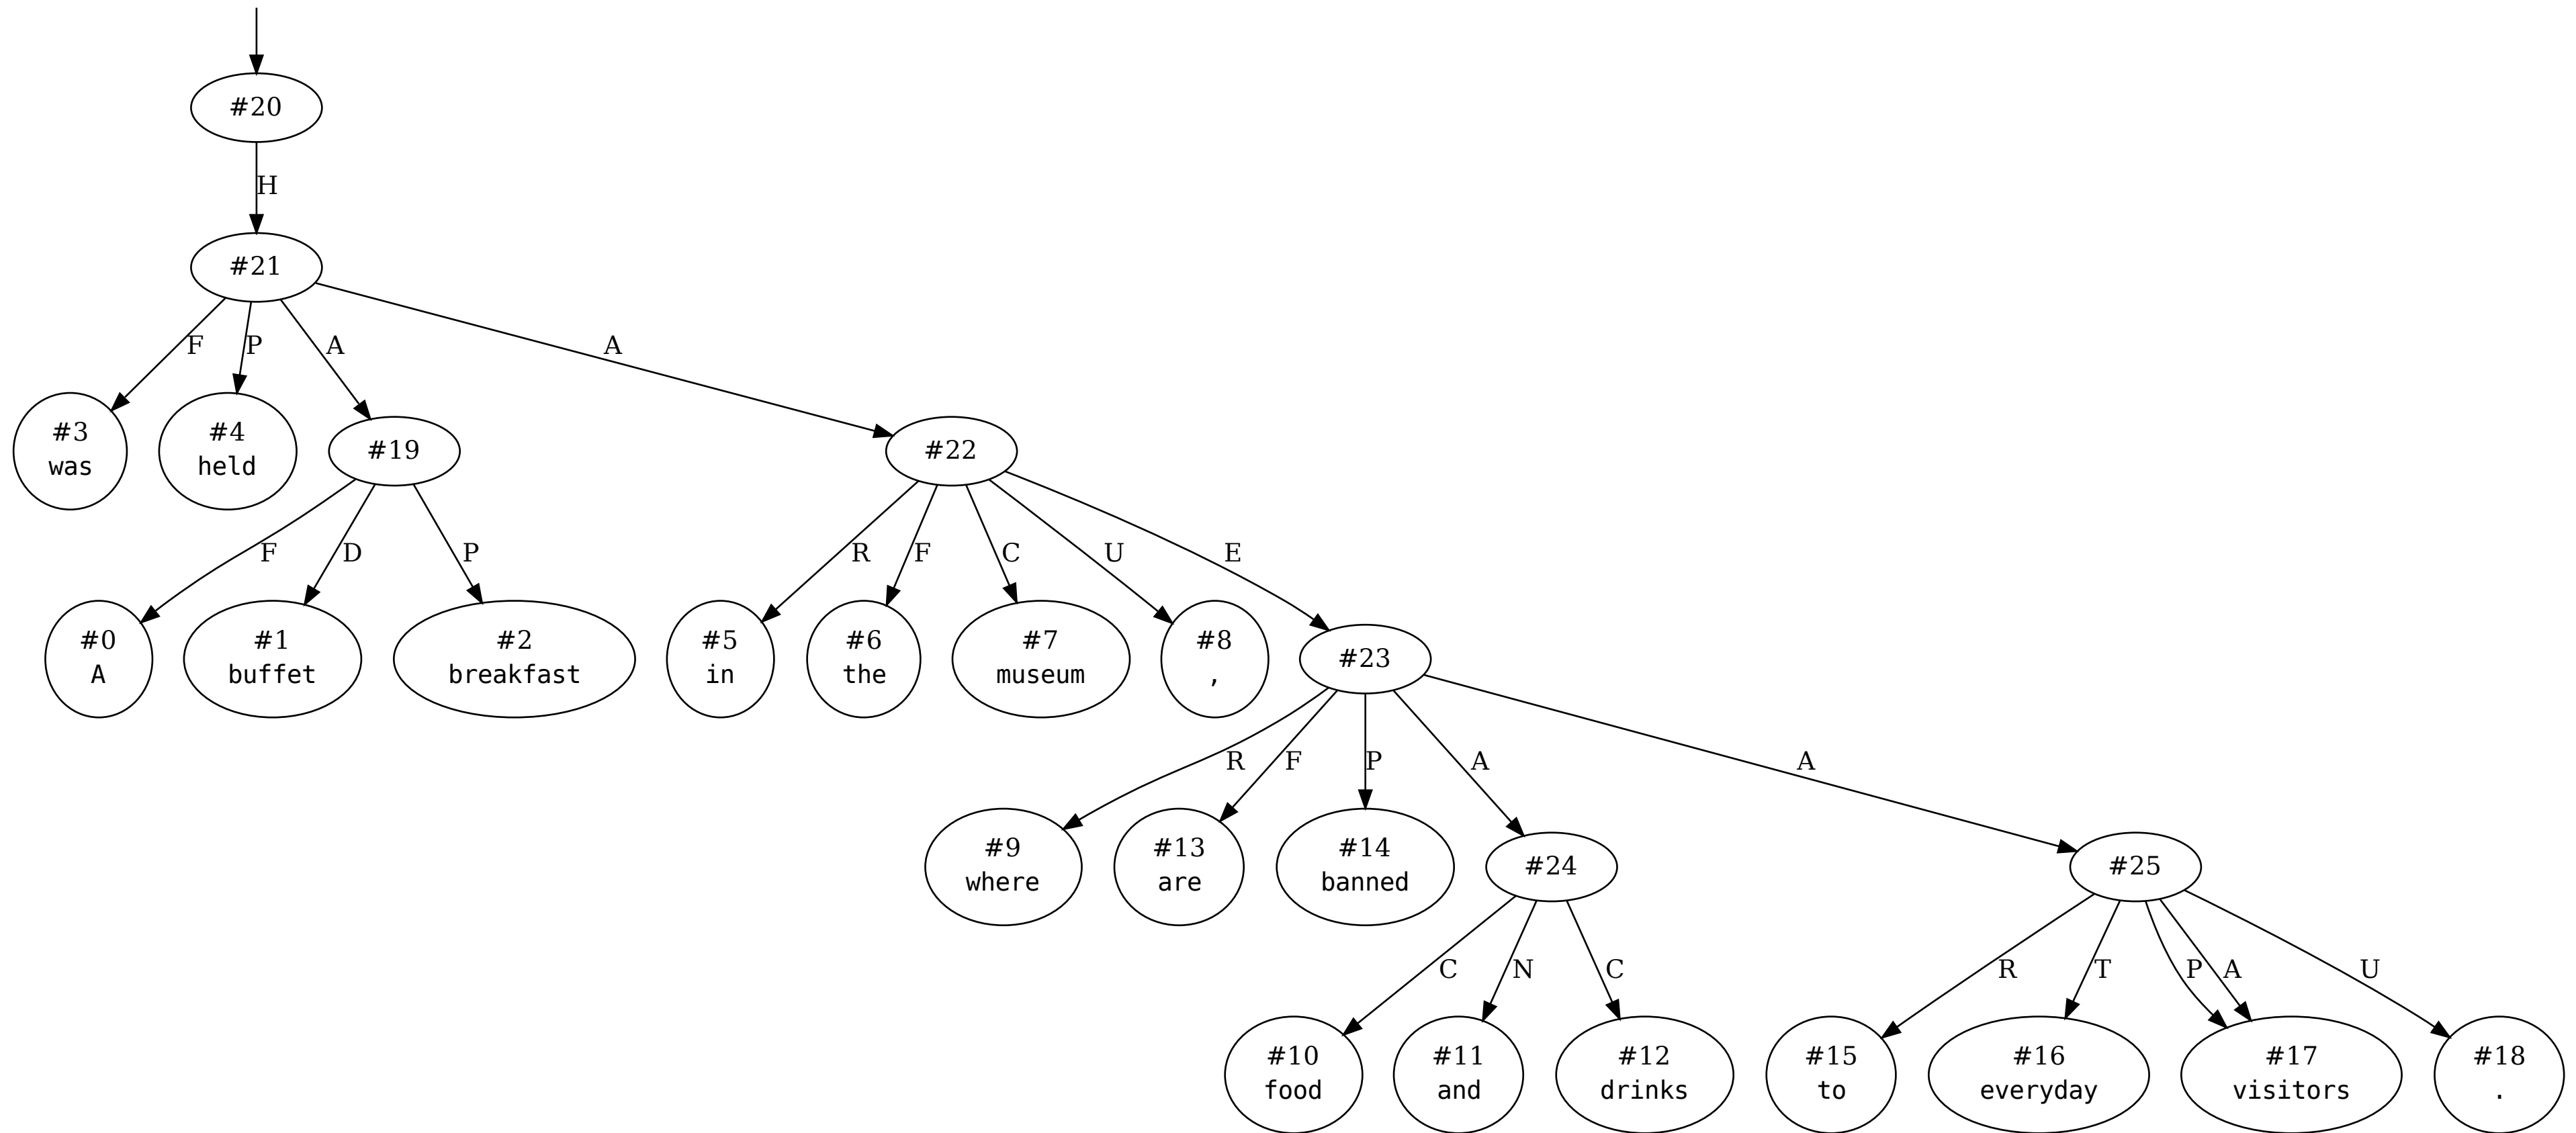 #20
H
#21
F P A A
#3 #4 #19 #22
was held
F D P R F C U E
#0 #1 #2 #5 #6 #7 #8 #23
A buffet breakfast in the museum ,
R F P A A
#9 #13 #14 #24 #25
where are banned
C N C R T P A U
#10 #11 #12 #15 #16 #17 #18
food and drinks to everyday visitors .